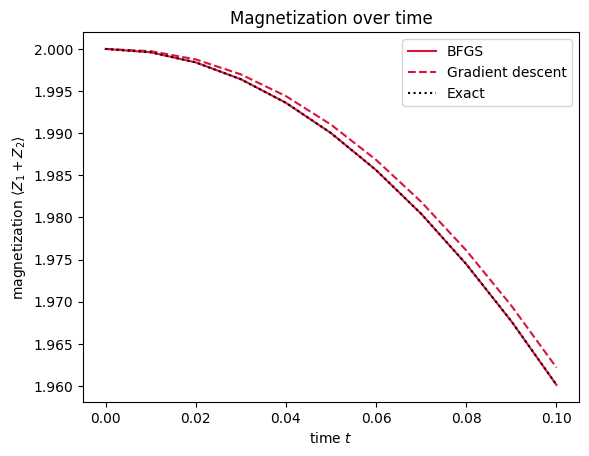 Magnetization over time
BFGS
Gradient descent
Exact
magnetization ⟨Z₁ + Z₂⟩
2.000
1.995
1.990
1.985
1.980
1.975
1.970
1.965
1.960
0.00 0.02 0.04 0.06 0.08 0.10
time t